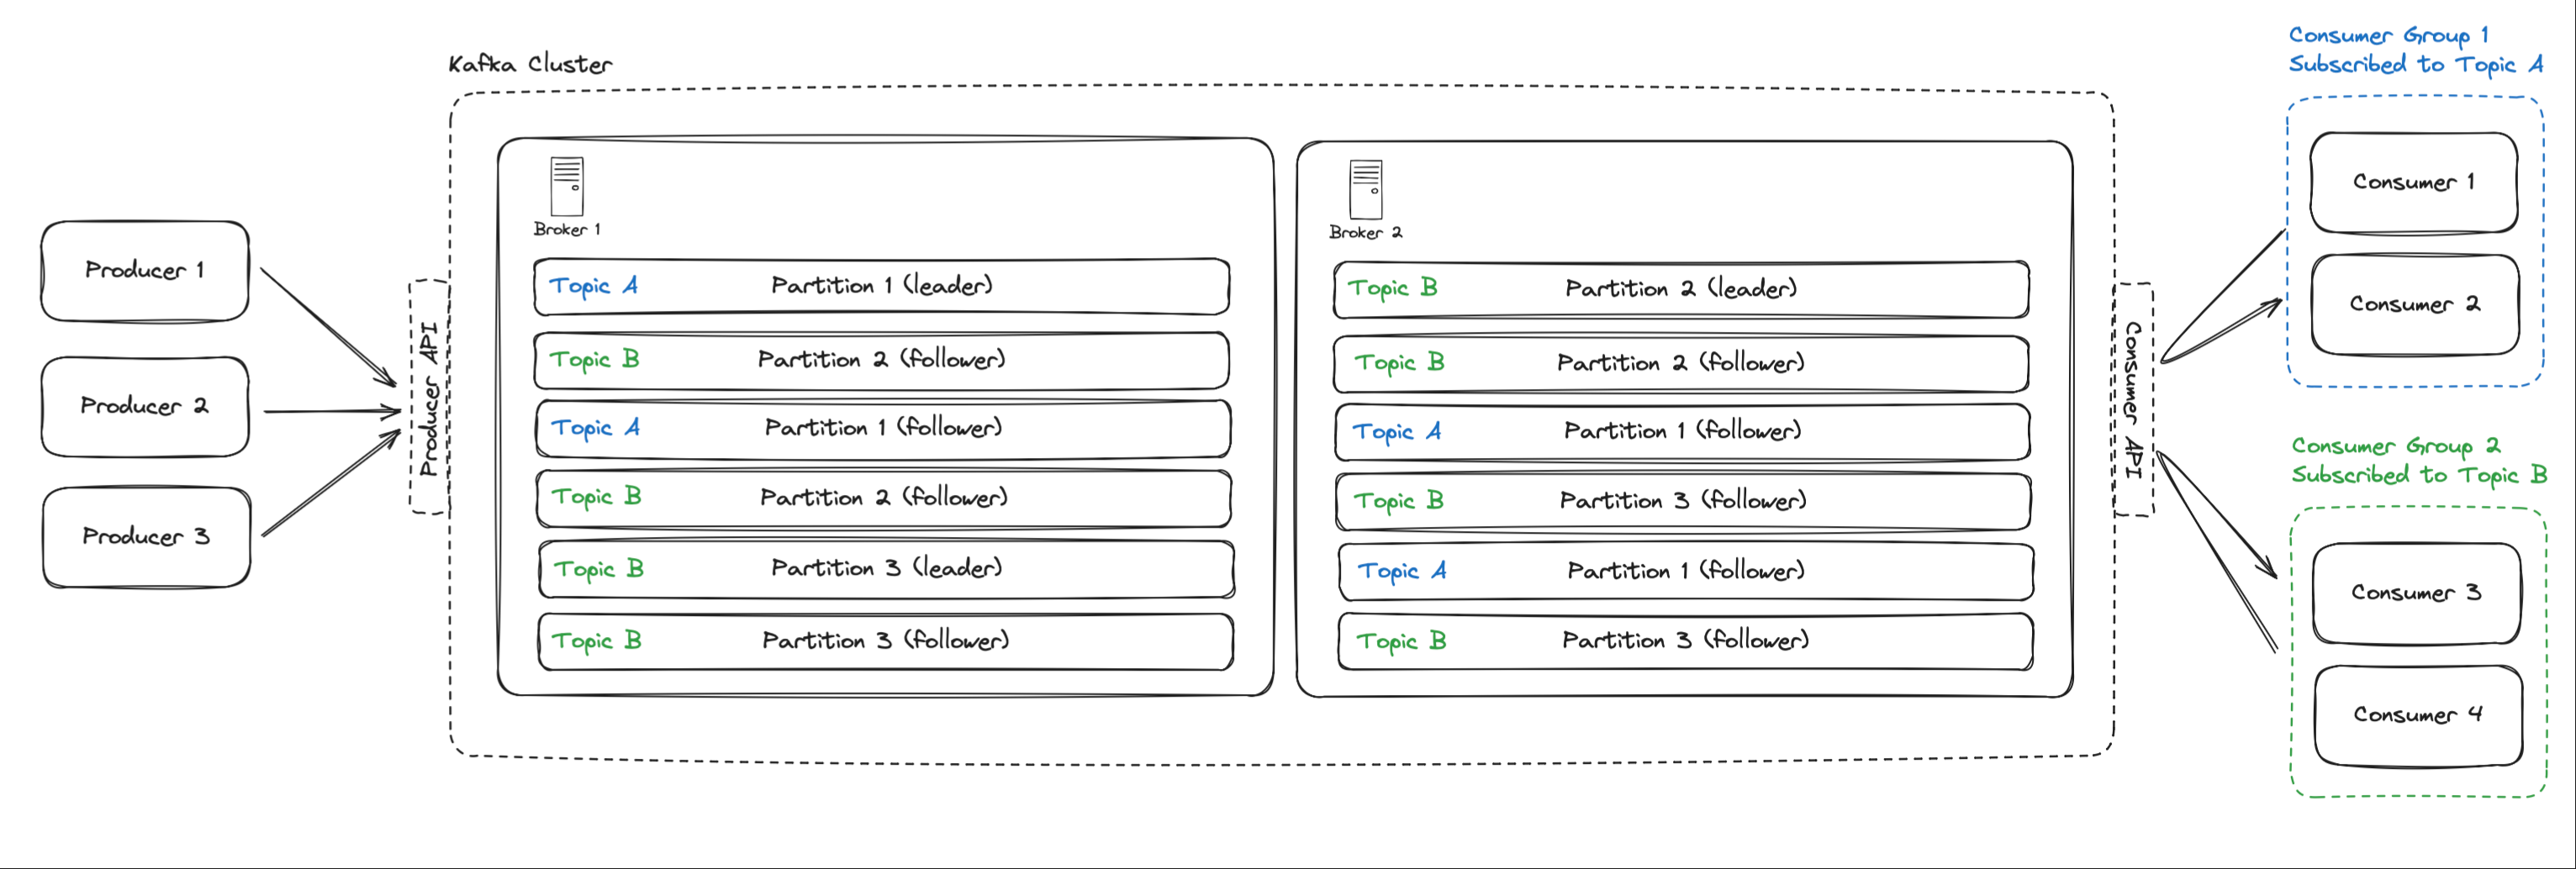 Kafka Cluster
Producer 1
Producer 2
Producer 3
Producer API
Broker 1
Topic A Partition 1 (leader)
Topic B Partition 2 (follower)
Topic A Partition 1 (follower)
Topic B Partition 2 (follower)
Topic B Partition 3 (leader)
Topic B Partition 3 (follower)
Broker 2
Topic B Partition 2 (leader)
Topic B Partition 2 (follower)
Topic A Partition 1 (follower)
Topic B Partition 3 (follower)
Topic A Partition 1 (follower)
Topic B Partition 3 (follower)
Consumer API
Consumer Group 1
Subscribed to Topic A
Consumer 1
Consumer 2
Consumer Group 2
Subscribed to Topic B
Consumer 3
Consumer 4